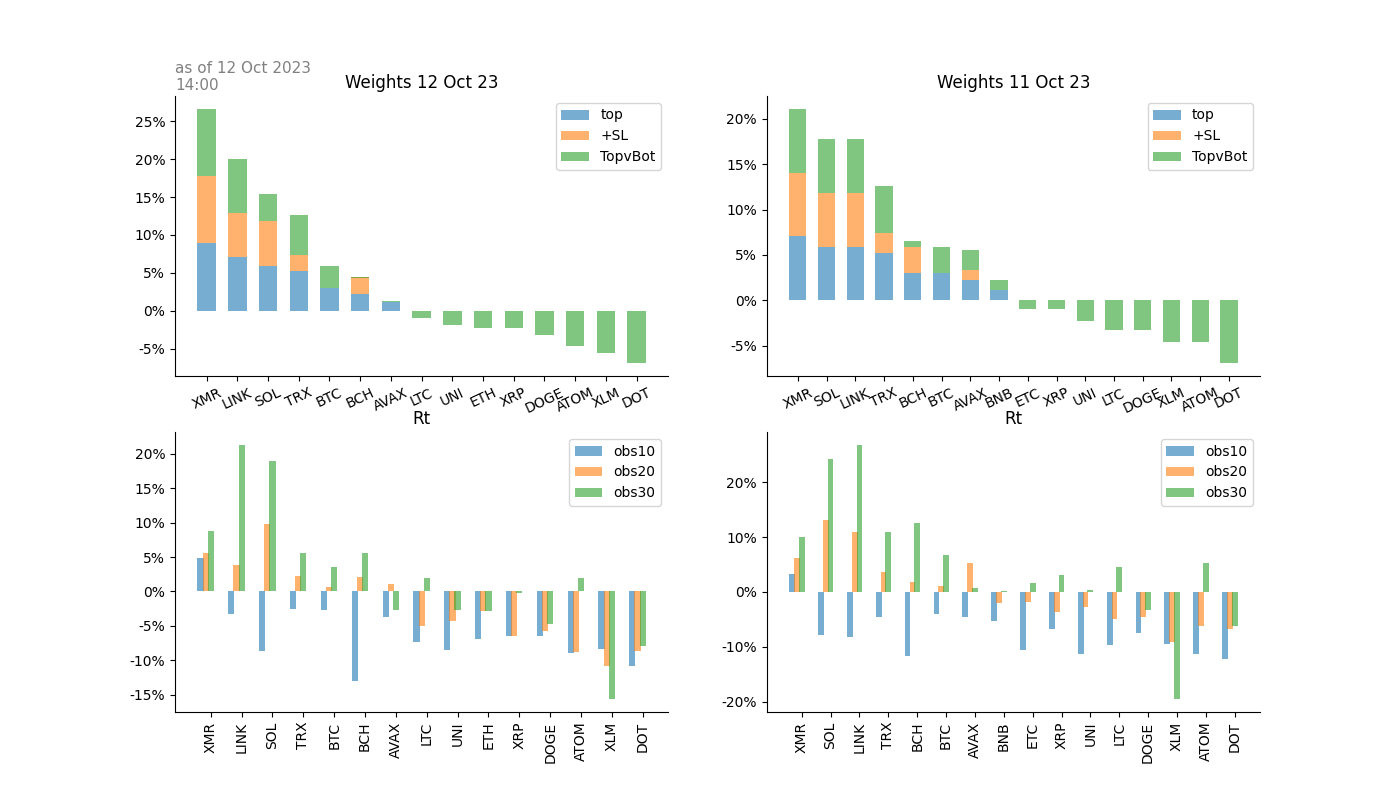 as of 12 Oct 2023
14:00
Weights 12 Oct 23
25%
20%
15%
10%
5%
0%
-5%
top
+SL
TopvBot
XMR LINK SOL TRX BTC BCH AVAX LTC UNI ETH XRP DOGE ATOM XLM DOT
Weights 11 Oct 23
20%
15%
10%
5%
0%
-5%
top
+SL
TopvBot
XMR SOL LINK TRX BCH BTC AVAX BNB ETC XRP UNI LTC DOGE XLM ATOM DOT
Rt
20%
15%
10%
5%
0%
-5%
-10%
-15%
obs10
obs20
obs30
XMR LINK SOL TRX BTC BCH AVAX LTC UNI ETH XRP DOGE ATOM XLM DOT
Rt
20%
10%
0%
-10%
-20%
obs10
obs20
obs30
XMR SOL LINK TRX BCH BTC AVAX BNB ETC XRP UNI LTC DOGE XLM ATOM DOT